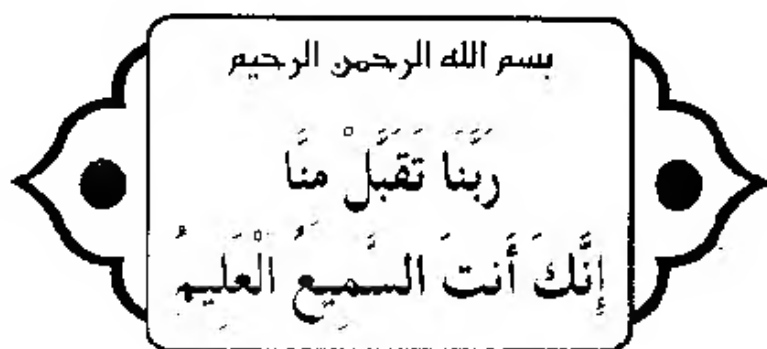 بسم الله الرحمن الرحيم
رَبَّنَا تَقَبَّلْ مِنَّا
إِنَّكَ أَنتَ السَّمِيعُ الْعَلِيمُ